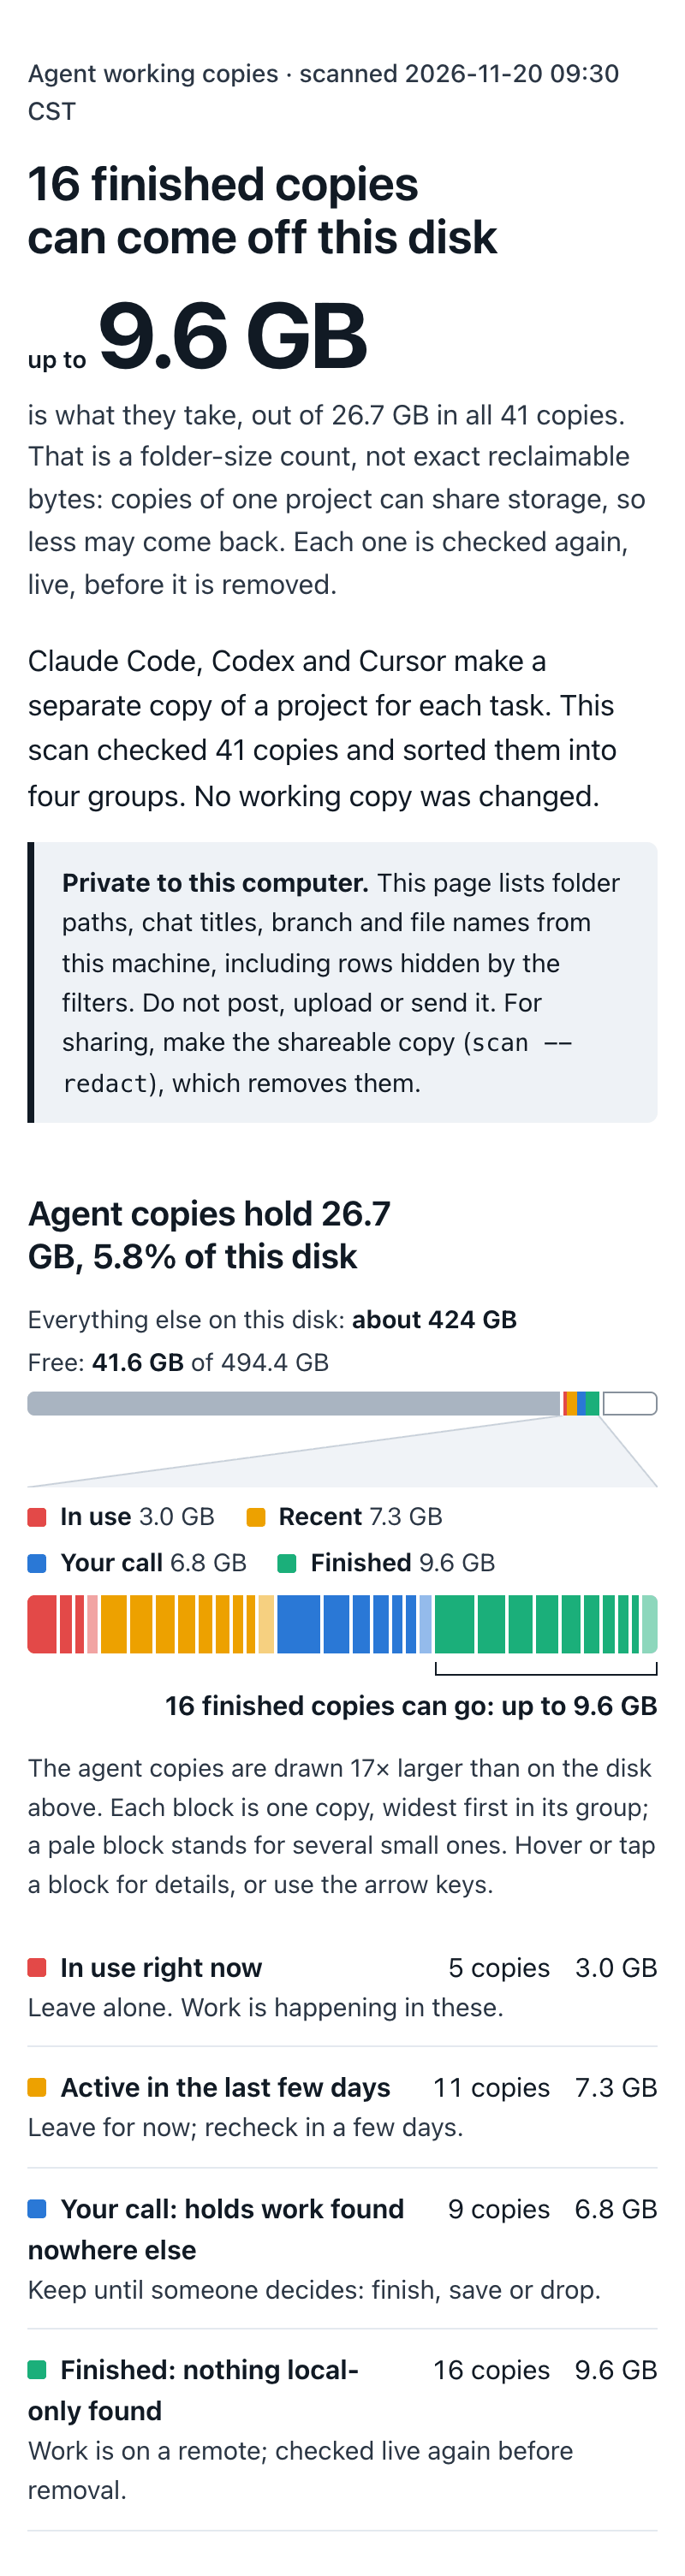 Agent working copies · scanned 2026-11-20 09:30
CST
16 finished copies
can come off this disk
up to 9.6 GB
is what they take, out of 26.7 GB in all 41 copies.
That is a folder-size count, not exact reclaimable
bytes: copies of one project can share storage, so
less may come back. Each one is checked again,
live, before it is removed.
Claude Code, Codex and Cursor make a
separate copy of a project for each task. This
scan checked 41 copies and sorted them into
four groups. No working copy was changed.
Private to this computer. This page lists folder
paths, chat titles, branch and file names from
this machine, including rows hidden by the
filters. Do not post, upload or send it. For
sharing, make the shareable copy (scan --
redact), which removes them.
Agent copies hold 26.7
GB, 5.8% of this disk
Everything else on this disk: about 424 GB
Free: 41.6 GB of 494.4 GB
In use 3.0 GB Recent 7.3 GB
Your call 6.8 GB Finished 9.6 GB
16 finished copies can go: up to 9.6 GB
The agent copies are drawn 17× larger than on the disk
above. Each block is one copy, widest first in its group;
a pale block stands for several small ones. Hover or tap
a block for details, or use the arrow keys.
In use right now 5 copies 3.0 GB
Leave alone. Work is happening in these.
Active in the last few days 11 copies 7.3 GB
Leave for now; recheck in a few days.
Your call: holds work found 9 copies 6.8 GB
nowhere else
Keep until someone decides: finish, save or drop.
Finished: nothing local- 16 copies 9.6 GB
only found
Work is on a remote; checked live again before
removal.